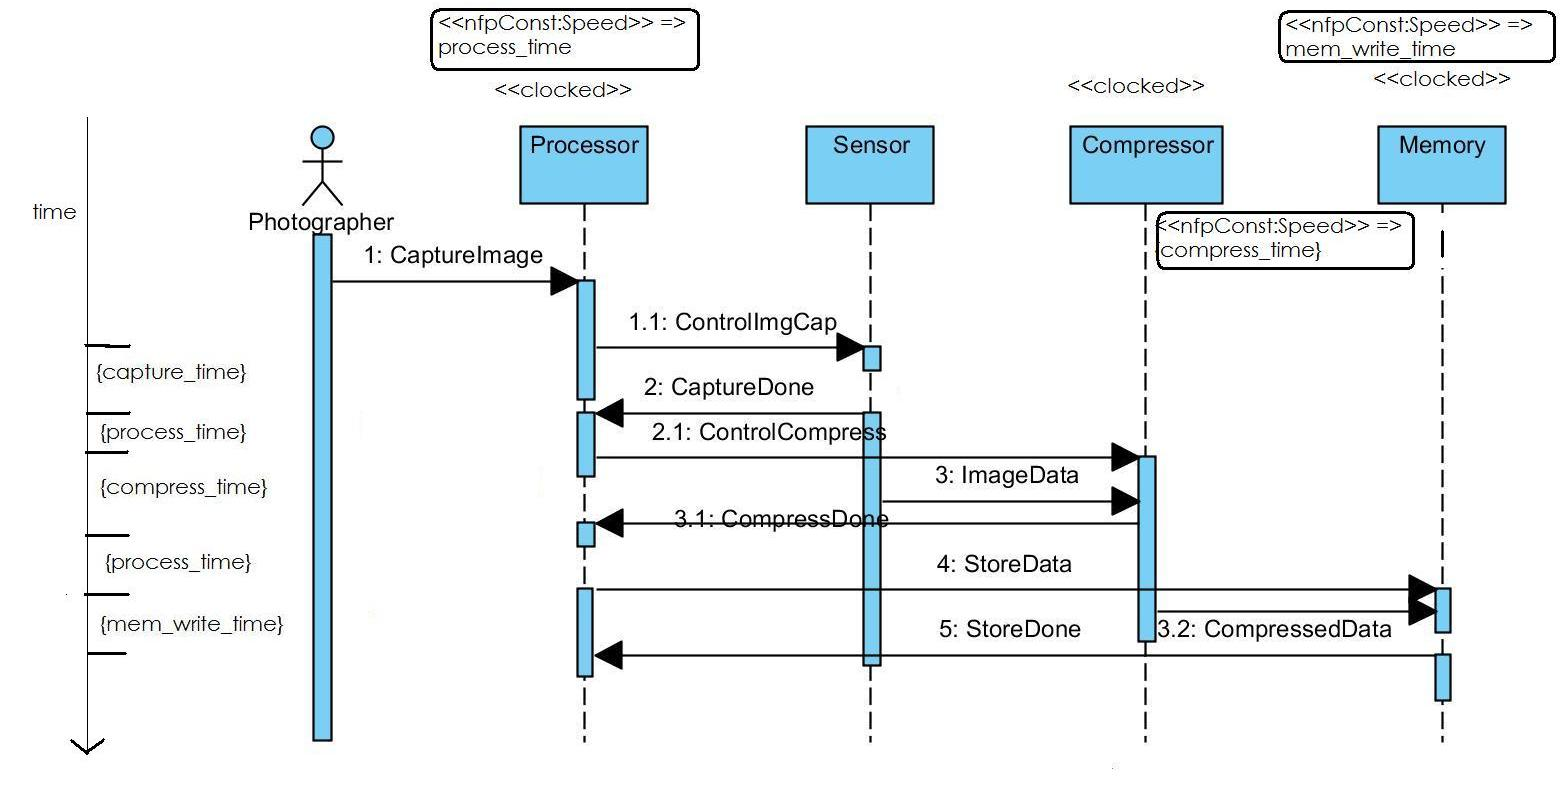 <<nfpConst:Speed>> =>
process_time
<<nfpConst:Speed>> =>
mem_write_time
<<clocked>>
<<clocked>>
<<clocked>>
Processor
Sensor
Compressor
Memory
time
Photographer
<<nfpConst:Speed>> =>
{compress_time}
1: CaptureImage
1.1: ControlImgCap
{capture_time}
2: CaptureDone
{process_time}
2.1: ControlCompress
3: ImageData
{compress_time}
3.1: CompressDone
{process_time}
4: StoreData
{mem_write_time}
5: StoreDone
3.2: CompressedData